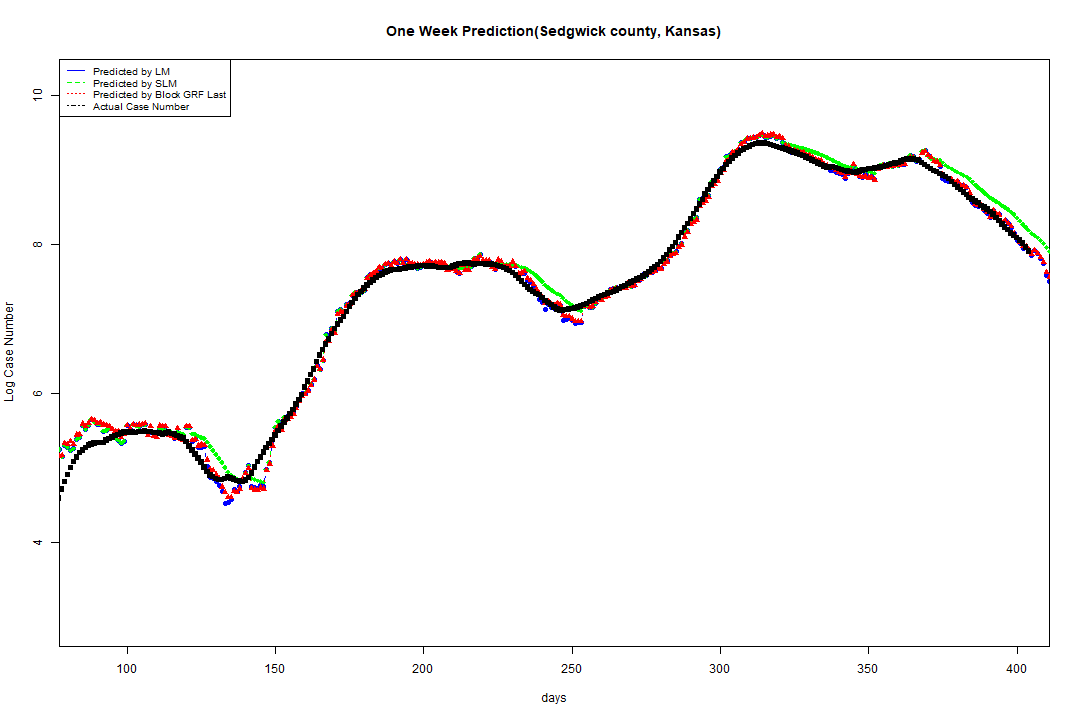 One Week Prediction(Sedgwick county, Kansas)
Predicted by LM
Predicted by SLM
Predicted by Block GRF Last
Actual Case Number
10
8
6
4
Log Case Number
100 150 200 250 300 350 400
days